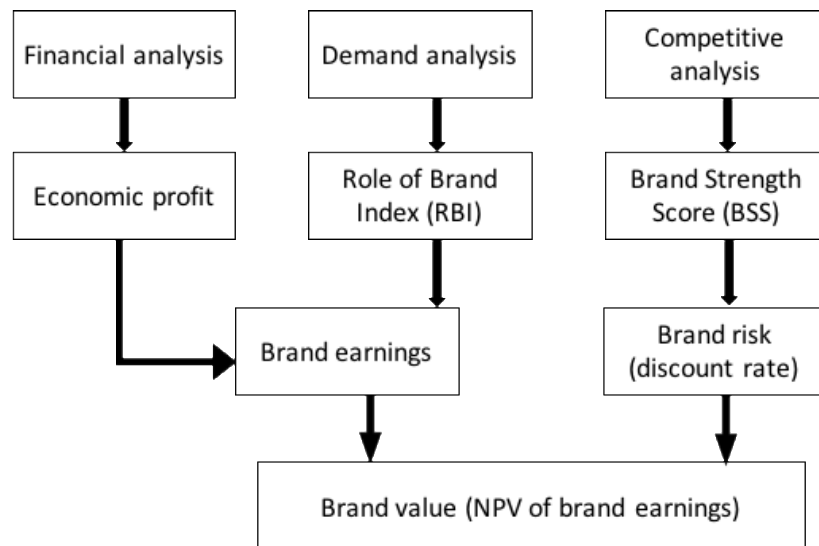 Financial analysis
Demand analysis
Competitive
analysis
Economic profit
Role of Brand
Index (RBI)
Brand Strength
Score (BSS)
Brand earnings
Brand risk
(discount rate)
Brand value (NPV of brand earnings)